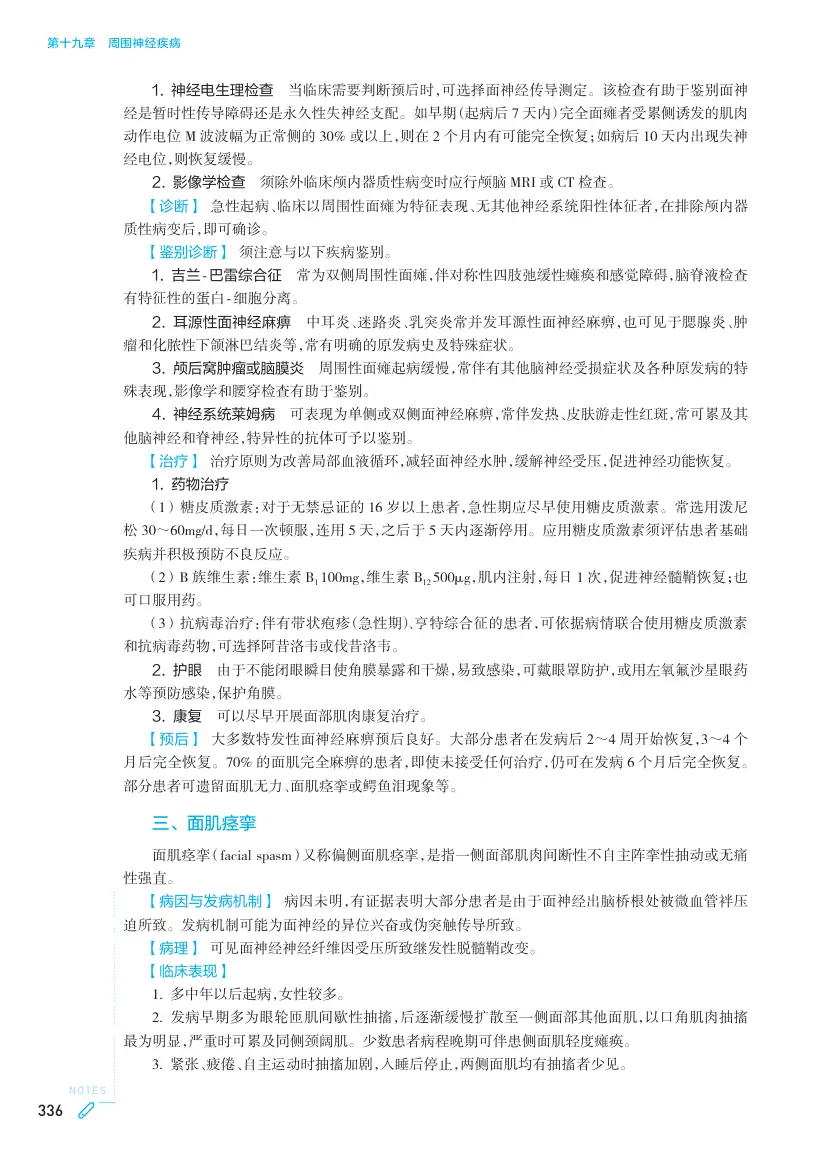 第十九章 周围神经疾病
1. 神经电生理检查 当临床需要判断预后时,可选择面神经传导测定。该检查有助于鉴别面神
经是暂时性传导障碍还是永久性失神经支配。如早期(起病后 7 天内)完全面瘫者受累侧诱发的肌肉
动作电位 M 波波幅为正常侧的 30% 或以上,则在 2 个月内有可能完全恢复;如病后 10 天内出现失神
经电位,则恢复缓慢。
2. 影像学检查 须除外临床颅内器质性病变时应行颅脑 MRI 或 CT 检查。
【诊断】 急性起病、临床以周围性面瘫为特征表现、无其他神经系统阳性体征者,在排除颅内器
质性病变后,即可确诊。
【鉴别诊断】 须注意与以下疾病鉴别。
1. 吉兰-巴雷综合征 常为双侧周围性面瘫,伴对称性四肢弛缓性瘫痪和感觉障碍,脑脊液检查
有特征性的蛋白-细胞分离。
2. 耳源性面神经麻痹 中耳炎、迷路炎、乳突炎常并发耳源性面神经麻痹,也可见于腮腺炎、肿
瘤和化脓性下颌淋巴结炎等,常有明确的原发病史及特殊症状。
3. 颅后窝肿瘤或脑膜炎 周围性面瘫起病缓慢,常伴有其他脑神经受损症状及各种原发病的特
殊表现,影像学和腰穿检查有助于鉴别。
4. 神经系统莱姆病 可表现为单侧或双侧面神经麻痹,常伴发热、皮肤游走性红斑,常可累及其
他脑神经和脊神经,特异性的抗体可予以鉴别。
【治疗】 治疗原则为改善局部血液循环,减轻面神经水肿,缓解神经受压,促进神经功能恢复。
1. 药物治疗
(1)糖皮质激素:对于无禁忌证的 16 岁以上患者,急性期应尽早使用糖皮质激素。常选用泼尼
松 30～60mg/d,每日一次顿服,连用 5 天,之后于 5 天内逐渐停用。应用糖皮质激素须评估患者基础
疾病并积极预防不良反应。
(2)B 族维生素:维生素 B₁ 100mg,维生素 B₁₂ 500μg,肌内注射,每日 1 次,促进神经髓鞘恢复;也
可口服用药。
(3)抗病毒治疗:伴有带状疱疹(急性期)、亨特综合征的患者,可依据病情联合使用糖皮质激素
和抗病毒药物,可选择阿昔洛韦或伐昔洛韦。
2. 护眼 由于不能闭眼瞬目使角膜暴露和干燥,易致感染,可戴眼罩防护,或用左氧氟沙星眼药
水等预防感染,保护角膜。
3. 康复 可以尽早开展面部肌肉康复治疗。
【预后】 大多数特发性面神经麻痹预后良好。大部分患者在发病后 2～4 周开始恢复,3～4 个
月后完全恢复。70% 的面肌完全麻痹的患者,即使未接受任何治疗,仍可在发病 6 个月后完全恢复。
部分患者可遗留面肌无力、面肌痉挛或鳄鱼泪现象等。
三、面肌痉挛
面肌痉挛(facial spasm)又称偏侧面肌痉挛,是指一侧面部肌肉间断性不自主阵挛性抽动或无痛
性强直。
【病因与发病机制】 病因未明,有证据表明大部分患者是由于面神经出脑桥根处被微血管袢压
迫所致。发病机制可能为面神经的异位兴奋或伪突触传导所致。
【病理】 可见面神经神经纤维因受压所致继发性脱髓鞘改变。
【临床表现】
1. 多中年以后起病,女性较多。
2. 发病早期多为眼轮匝肌间歇性抽搐,后逐渐缓慢扩散至一侧面部其他面肌,以口角肌肉抽搐
最为明显,严重时可累及同侧颈阔肌。少数患者病程晚期可伴患侧面肌轻度瘫痪。
3. 紧张、疲倦、自主运动时抽搐加剧,入睡后停止,两侧面肌均有抽搐者少见。
NOTES
336